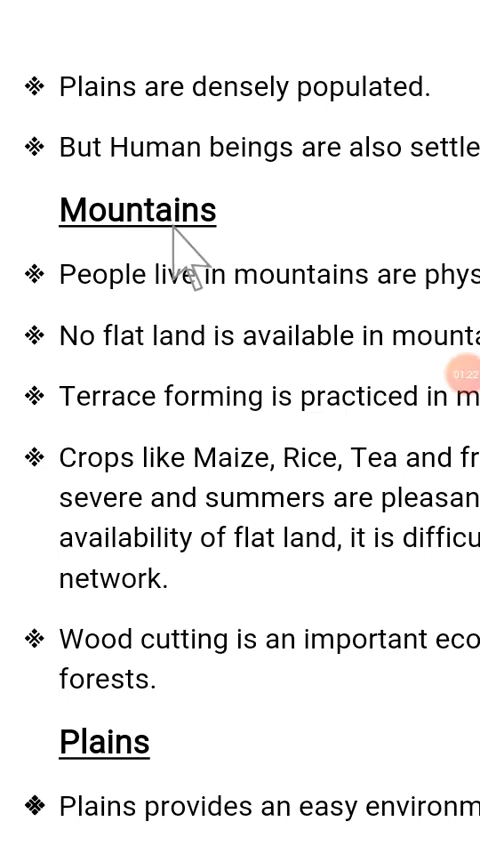 Plains are densely populated.
But Human beings are also settle
Mountains
People live in mountains are phys
No flat land is available in mounta
Terrace forming is practiced in m
01:22
Crops like Maize, Rice, Tea and fr
severe and summers are pleasan
availability of flat land, it is difficu
network.
Wood cutting is an important eco
forests.
Plains
Plains provides an easy environm